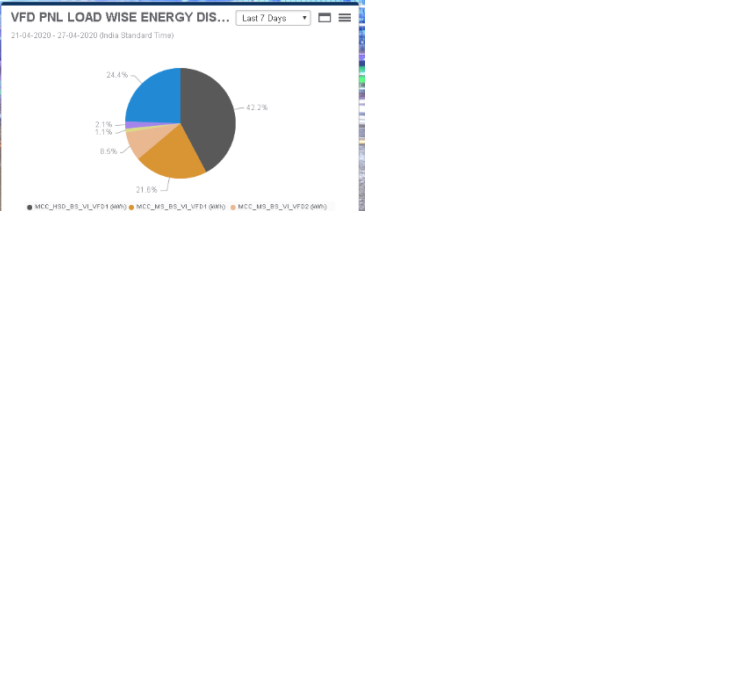 VFD PNL LOAD WISE ENERGY DIS... Last 7 Days
21-04-2020 - 27-04-2020 (India Standard Time)
24.4%
42.2%
2.1%
1.1%
8.6%
21.6%
MCC_HSD_BS_VI_VFD1 (kWh) MCC_MS_BS_VI_VFD1 (kWh) MCC_MS_BS_VI_VFD2 (kWh)